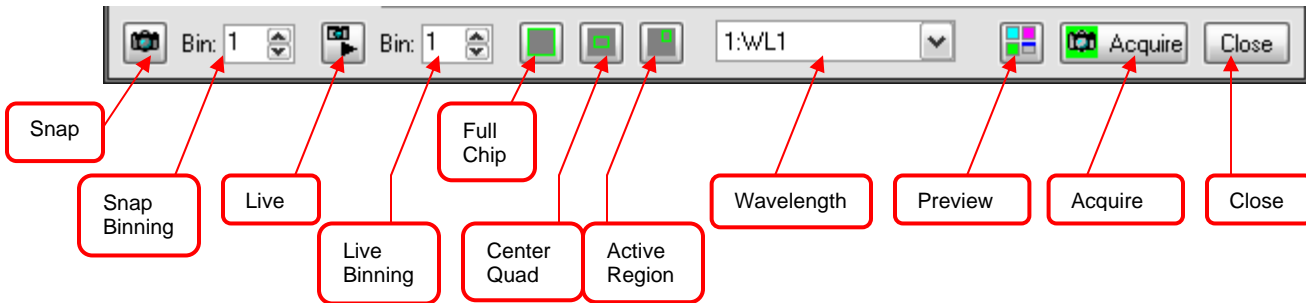 Bin: 1 Bin: 1 1:WL1 Acquire Close
Snap
Full
Chip
Snap
Binning
Live
Wavelength
Preview
Acquire
Close
Live
Binning
Center
Quad
Active
Region